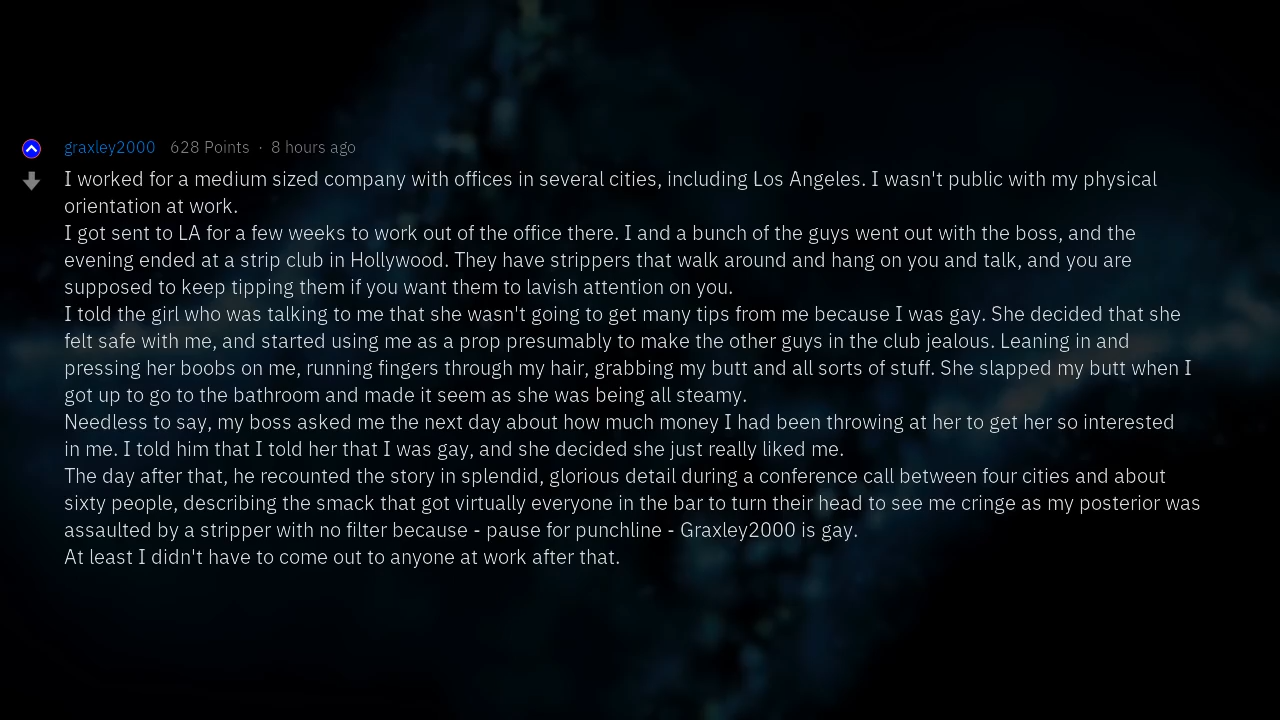 graxley2000 628 Points · 8 hours ago
I worked for a medium sized company with offices in several cities, including Los Angeles. I wasn't public with my physical
orientation at work.
I got sent to LA for a few weeks to work out of the office there. I and a bunch of the guys went out with the boss, and the
evening ended at a strip club in Hollywood. They have strippers that walk around and hang on you and talk, and you are
supposed to keep tipping them if you want them to lavish attention on you.
I told the girl who was talking to me that she wasn't going to get many tips from me because I was gay. She decided that she
felt safe with me, and started using me as a prop presumably to make the other guys in the club jealous. Leaning in and
pressing her boobs on me, running fingers through my hair, grabbing my butt and all sorts of stuff. She slapped my butt when I
got up to go to the bathroom and made it seem as she was being all steamy.
Needless to say, my boss asked me the next day about how much money I had been throwing at her to get her so interested
in me. I told him that I told her that I was gay, and she decided she just really liked me.
The day after that, he recounted the story in splendid, glorious detail during a conference call between four cities and about
sixty people, describing the smack that got virtually everyone in the bar to turn their head to see me cringe as my posterior was
assaulted by a stripper with no filter because - pause for punchline - Graxley2000 is gay.
At least I didn't have to come out to anyone at work after that.